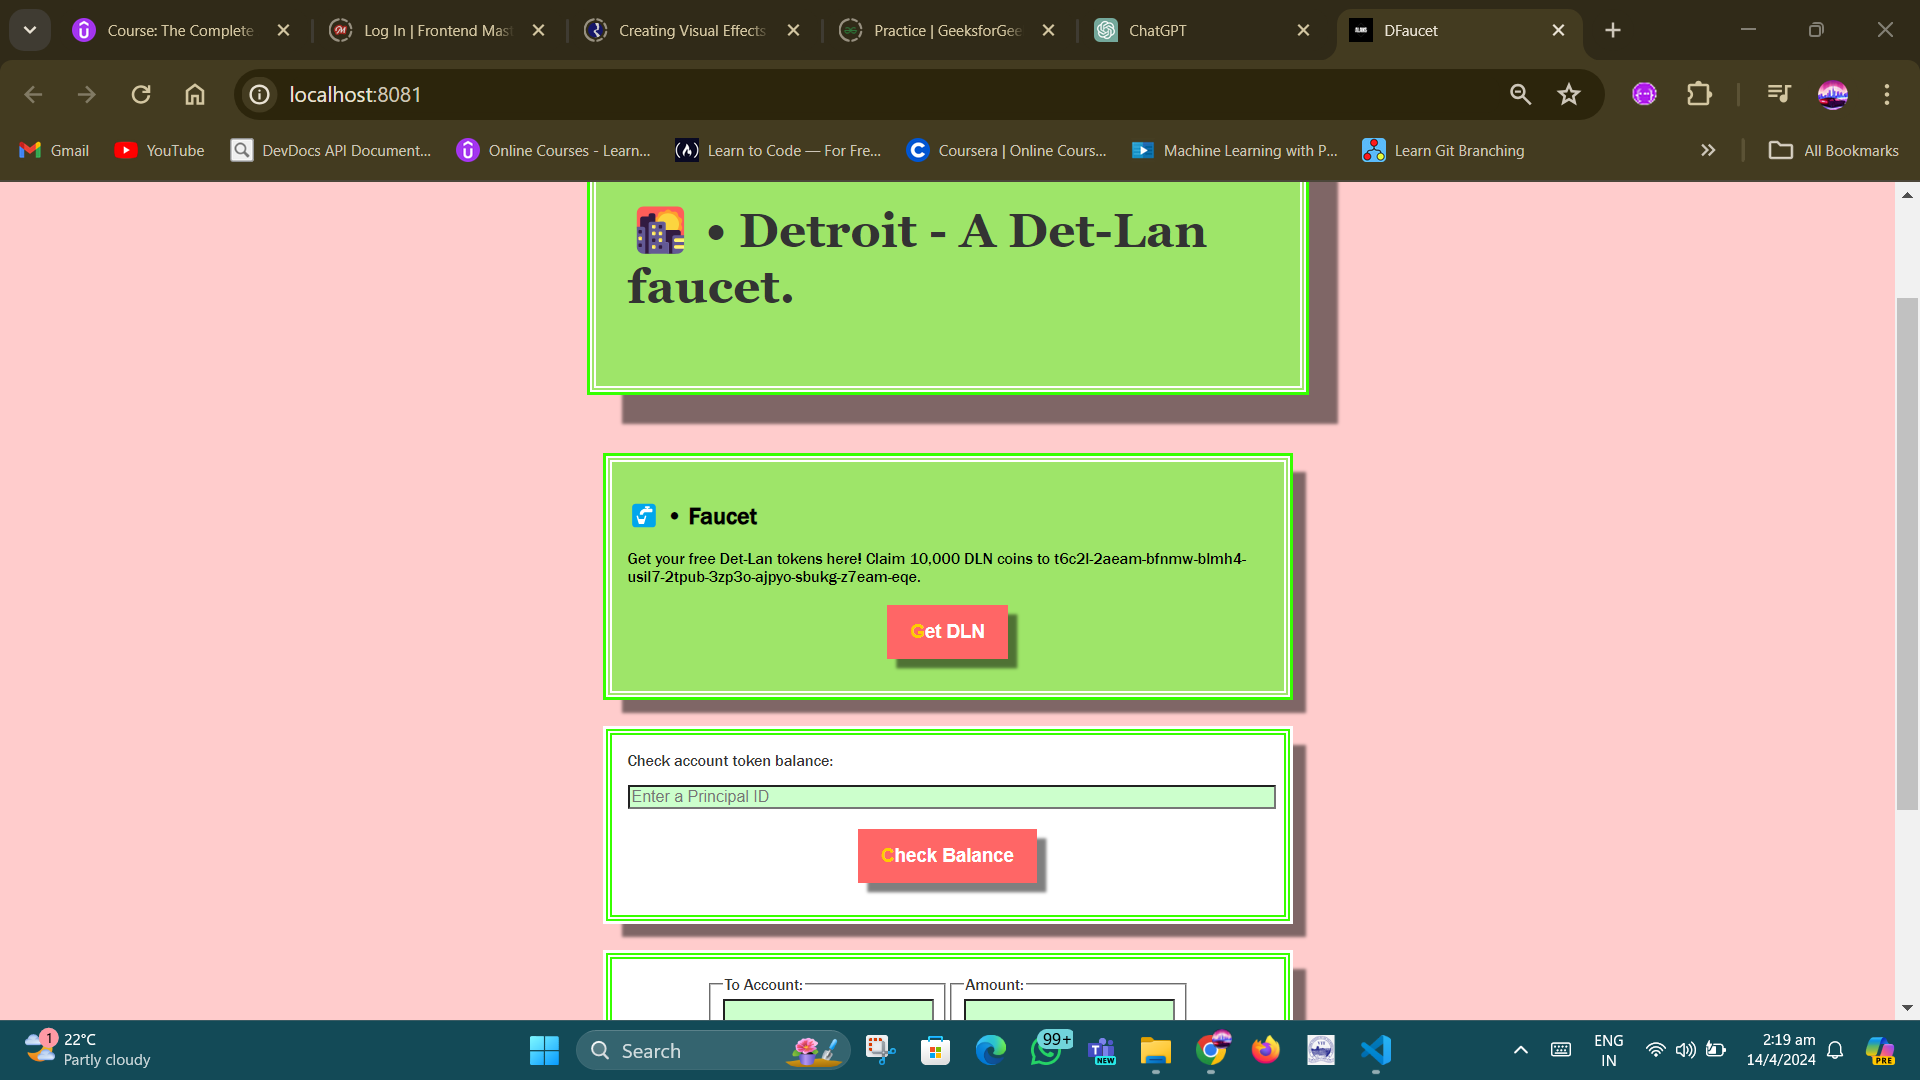 Course: The Complete
Log In | Frontend Mast
Creating Visual Effects
Practice | GeeksforGee
ChatGPT
DFaucet
localhost:8081
Gmail
YouTube
DevDocs API Document...
Online Courses - Learn...
Learn to Code — For Fre...
Coursera | Online Cours...
Machine Learning with P...
Learn Git Branching
All Bookmarks
• Detroit - A Det-Lan
faucet.
• Faucet
Get your free Det-Lan tokens here! Claim 10,000 DLN coins to t6c2l-2aeam-bfnmw-blmh4-
usil7-2tpub-3zp3o-ajpyo-sbukg-z7eam-eqe.
Get DLN
Check account token balance:
Enter a Principal ID
Check Balance
To Account:
Amount:
1
22°C
Partly cloudy
Search
99+
NEW
ENG
IN
2:19 am
14/4/2024
PRE